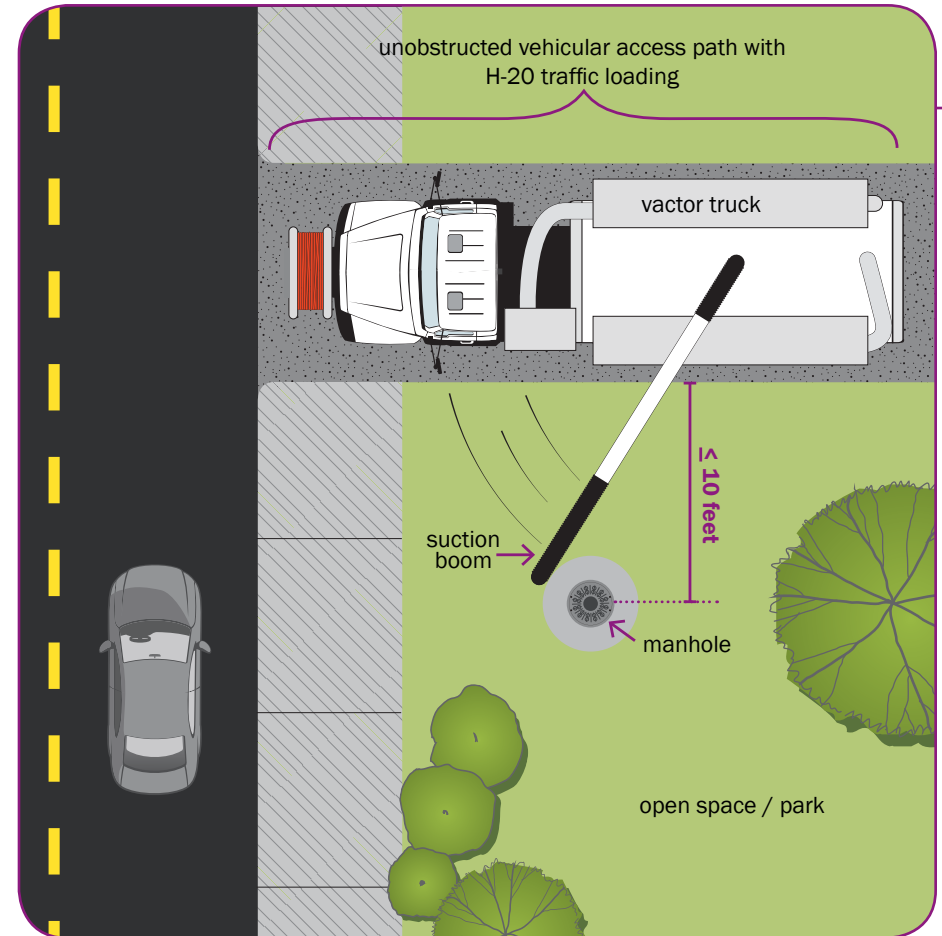 unobstructed vehicular access path with
H-20 traffic loading
vactor truck
≤ 10 feet
suction
boom
manhole
open space / park